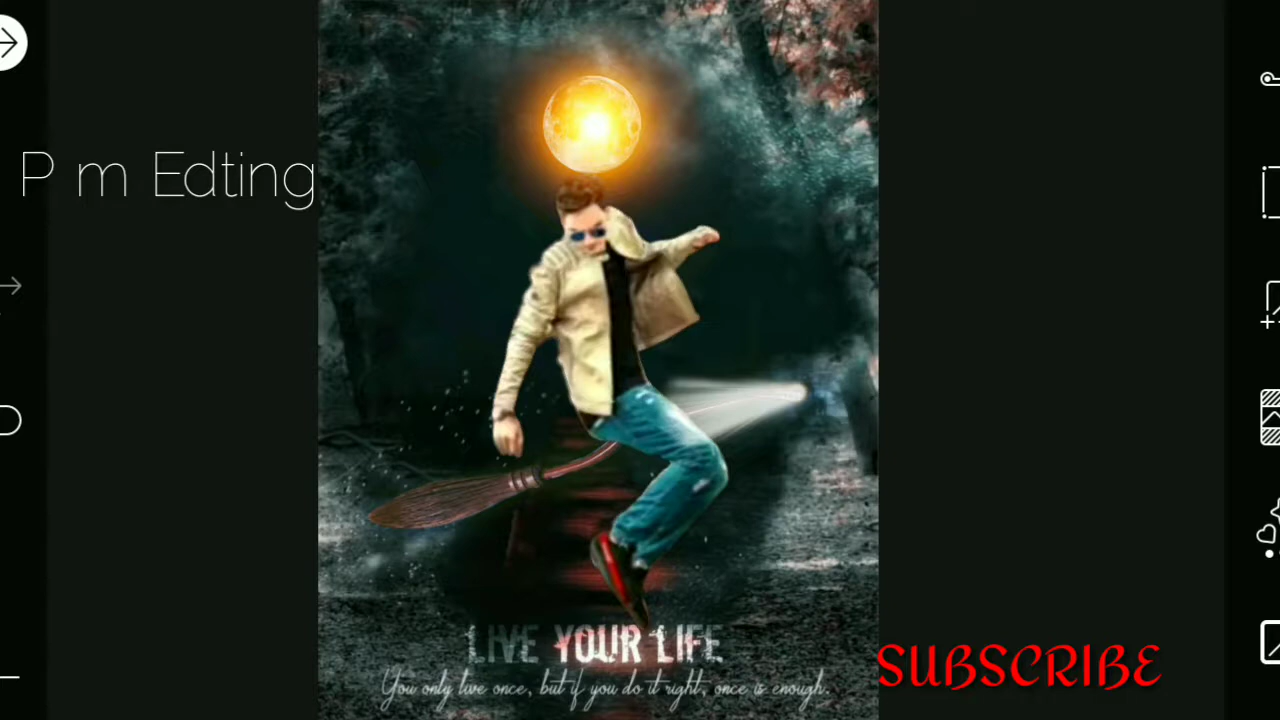 P m Edting
LIVE YOUR LIFE
You only live once, but if you do it right, once is enough.
SUBSCRIBE